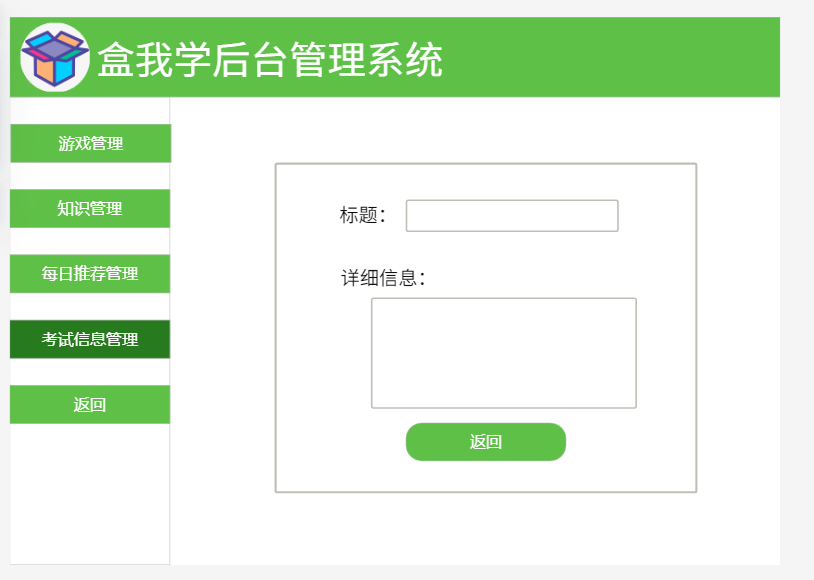 盒我学后台管理系统
游戏管理
知识管理
每日推荐管理
考试信息管理
返回
标题：
详细信息：
返回